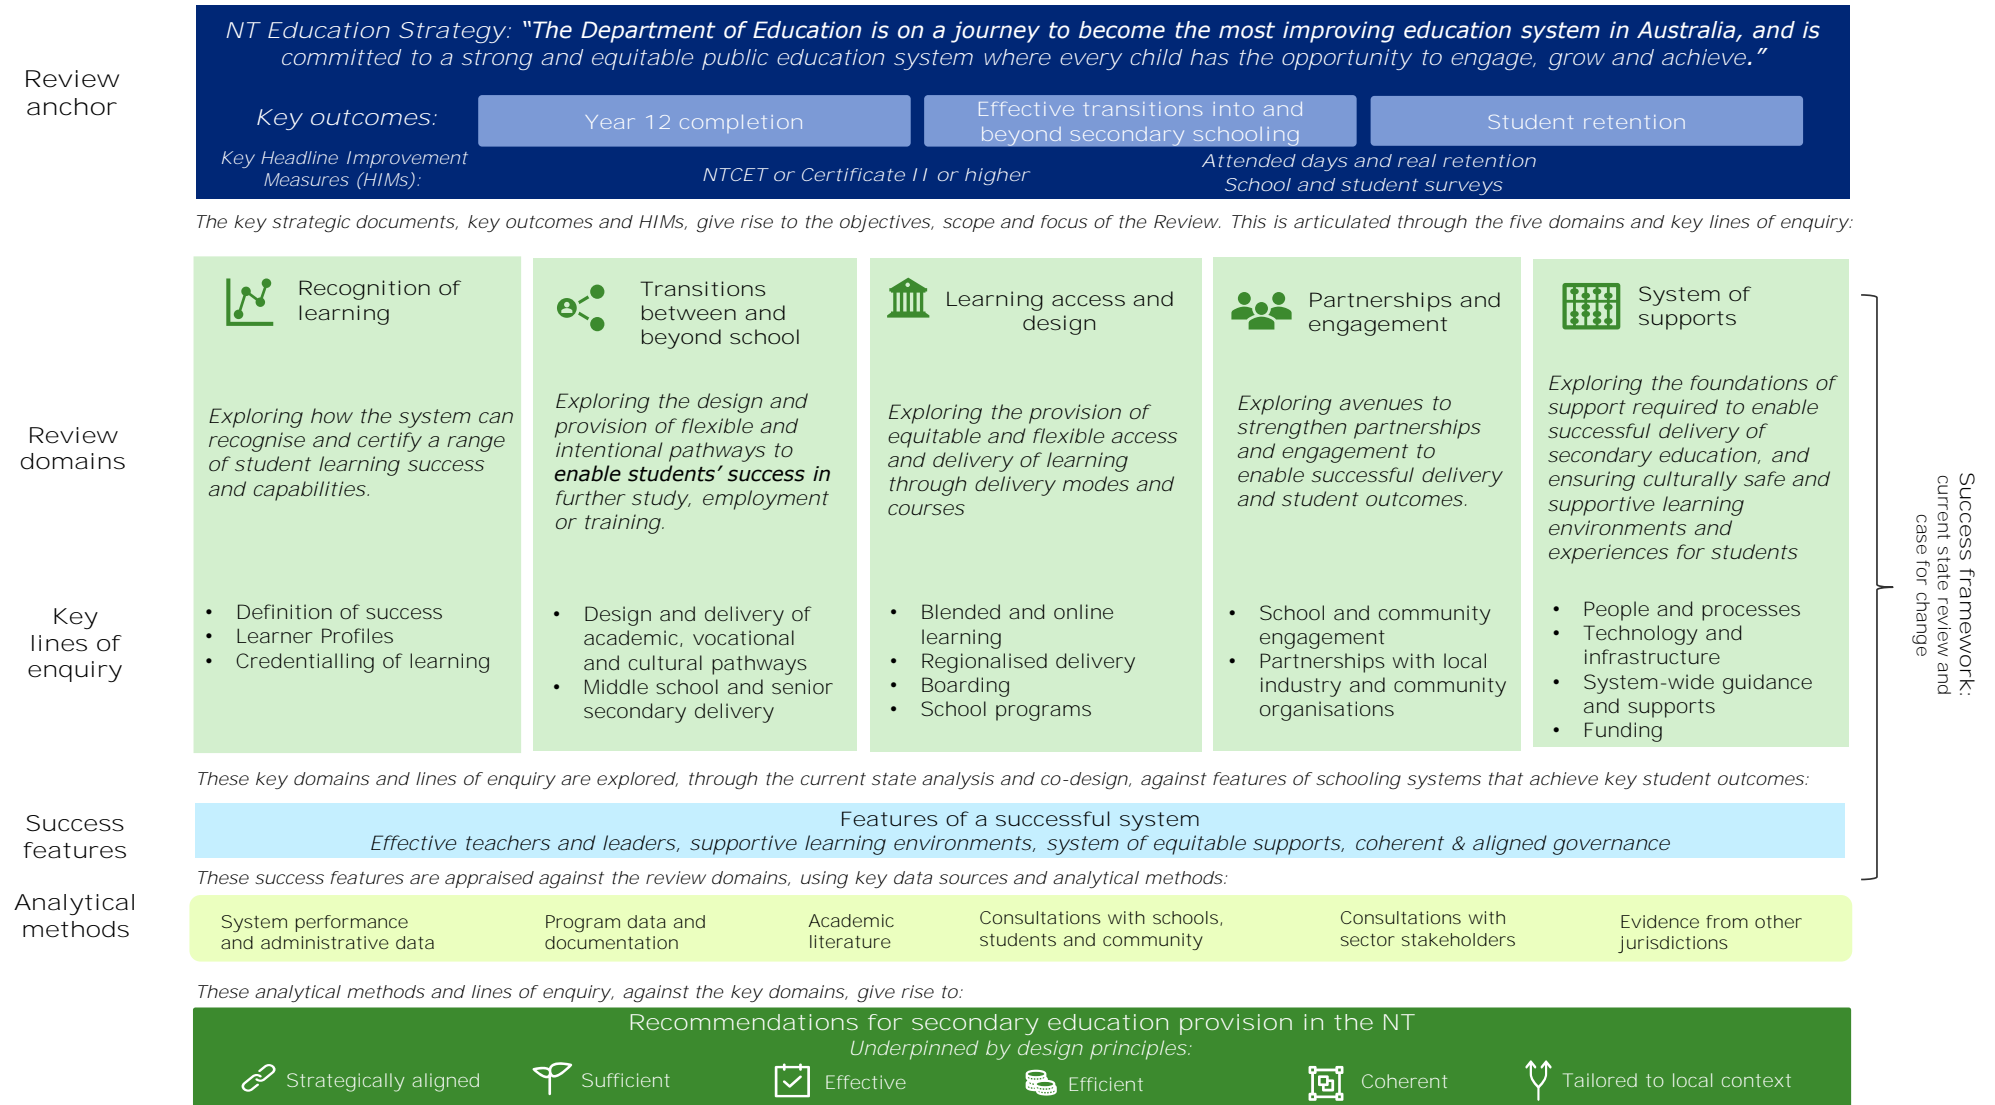 Review
anchor
NT Education Strategy: “The Department of Education is on a journey to become the most improving education system in Australia, and is
committed to a strong and equitable public education system where every child has the opportunity to engage, grow and achieve.”
Key outcomes:
Year 12 completion
Effective transitions into and
beyond secondary schooling
Student retention
Key Headline Improvement
Measures (HIMs):
NTCET or Certificate II or higher
Attended days and real retention
School and student surveys
The key strategic documents, key outcomes and HIMs, give rise to the objectives, scope and focus of the Review. This is articulated through the five domains and key lines of enquiry:
Review
domains
Recognition of
learning
Exploring how the system can
recognise and certify a range
of student learning success
and capabilities.
Transitions
between and
beyond school
Exploring the design and
provision of flexible and
intentional pathways to
enable students’ success in
further study, employment
or training.
Learning access and
design
Exploring the provision of
equitable and flexible access
and delivery of learning
through delivery modes and
courses
Partnerships and
engagement
Exploring avenues to
strengthen partnerships
and engagement to
enable successful delivery
and student outcomes.
System of
supports
Exploring the foundations of
support required to enable
successful delivery of
secondary education, and
ensuring culturally safe and
supportive learning
environments and
experiences for students
Key
lines of
enquiry
• Definition of success
• Learner Profiles
• Credentialling of learning
• Design and delivery of
academic, vocational
and cultural pathways
• Middle school and senior
secondary delivery
• Blended and online
learning
• Regionalised delivery
• Boarding
• School programs
• School and community
engagement
• Partnerships with local
industry and community
organisations
• People and processes
• Technology and
infrastructure
• System-wide guidance
and supports
• Funding
Success framework:
current state review and
case for change
These key domains and lines of enquiry are explored, through the current state analysis and co-design, against features of schooling systems that achieve key student outcomes:
Success
features
Features of a successful system
Effective teachers and leaders, supportive learning environments, system of equitable supports, coherent & aligned governance
These success features are appraised against the review domains, using key data sources and analytical methods:
Analytical
methods
System performance
and administrative data
Program data and
documentation
Academic
literature
Consultations with schools,
students and community
Consultations with
sector stakeholders
Evidence from other
jurisdictions
These analytical methods and lines of enquiry, against the key domains, give rise to:
Recommendations for secondary education provision in the NT
Underpinned by design principles:
Strategically aligned
Sufficient
Effective
Efficient
Coherent
Tailored to local context